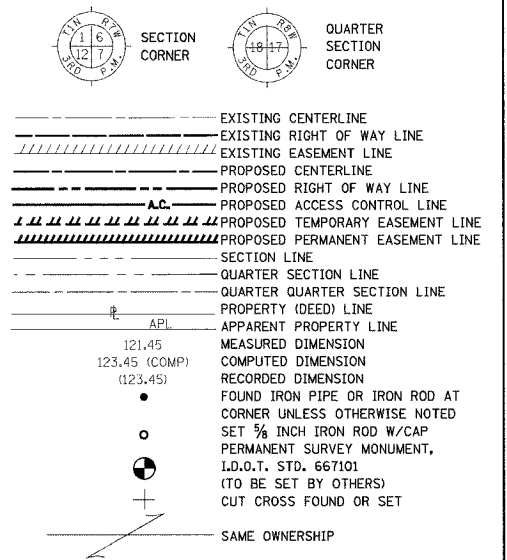 T1N R7W
1 6
12 7
3RD P.M.
SECTION
CORNER
T1N R8W
18 17
3RD P.M.
QUARTER
SECTION
CORNER
EXISTING CENTERLINE
EXISTING RIGHT OF WAY LINE
EXISTING EASEMENT LINE
PROPOSED CENTERLINE
PROPOSED RIGHT OF WAY LINE
A.C. PROPOSED ACCESS CONTROL LINE
PROPOSED TEMPORARY EASEMENT LINE
PROPOSED PERMANENT EASEMENT LINE
SECTION LINE
QUARTER SECTION LINE
QUARTER QUARTER SECTION LINE
℄ PROPERTY (DEED) LINE
APL APPARENT PROPERTY LINE
121.45 MEASURED DIMENSION
123.45 (COMP) COMPUTED DIMENSION
(123.45) RECORDED DIMENSION
FOUND IRON PIPE OR IRON ROD AT
CORNER UNLESS OTHERWISE NOTED
SET 5/8 INCH IRON ROD W/CAP
PERMANENT SURVEY MONUMENT,
I.D.O.T. STD. 667101
(TO BE SET BY OTHERS)
CUT CROSS FOUND OR SET
SAME OWNERSHIP